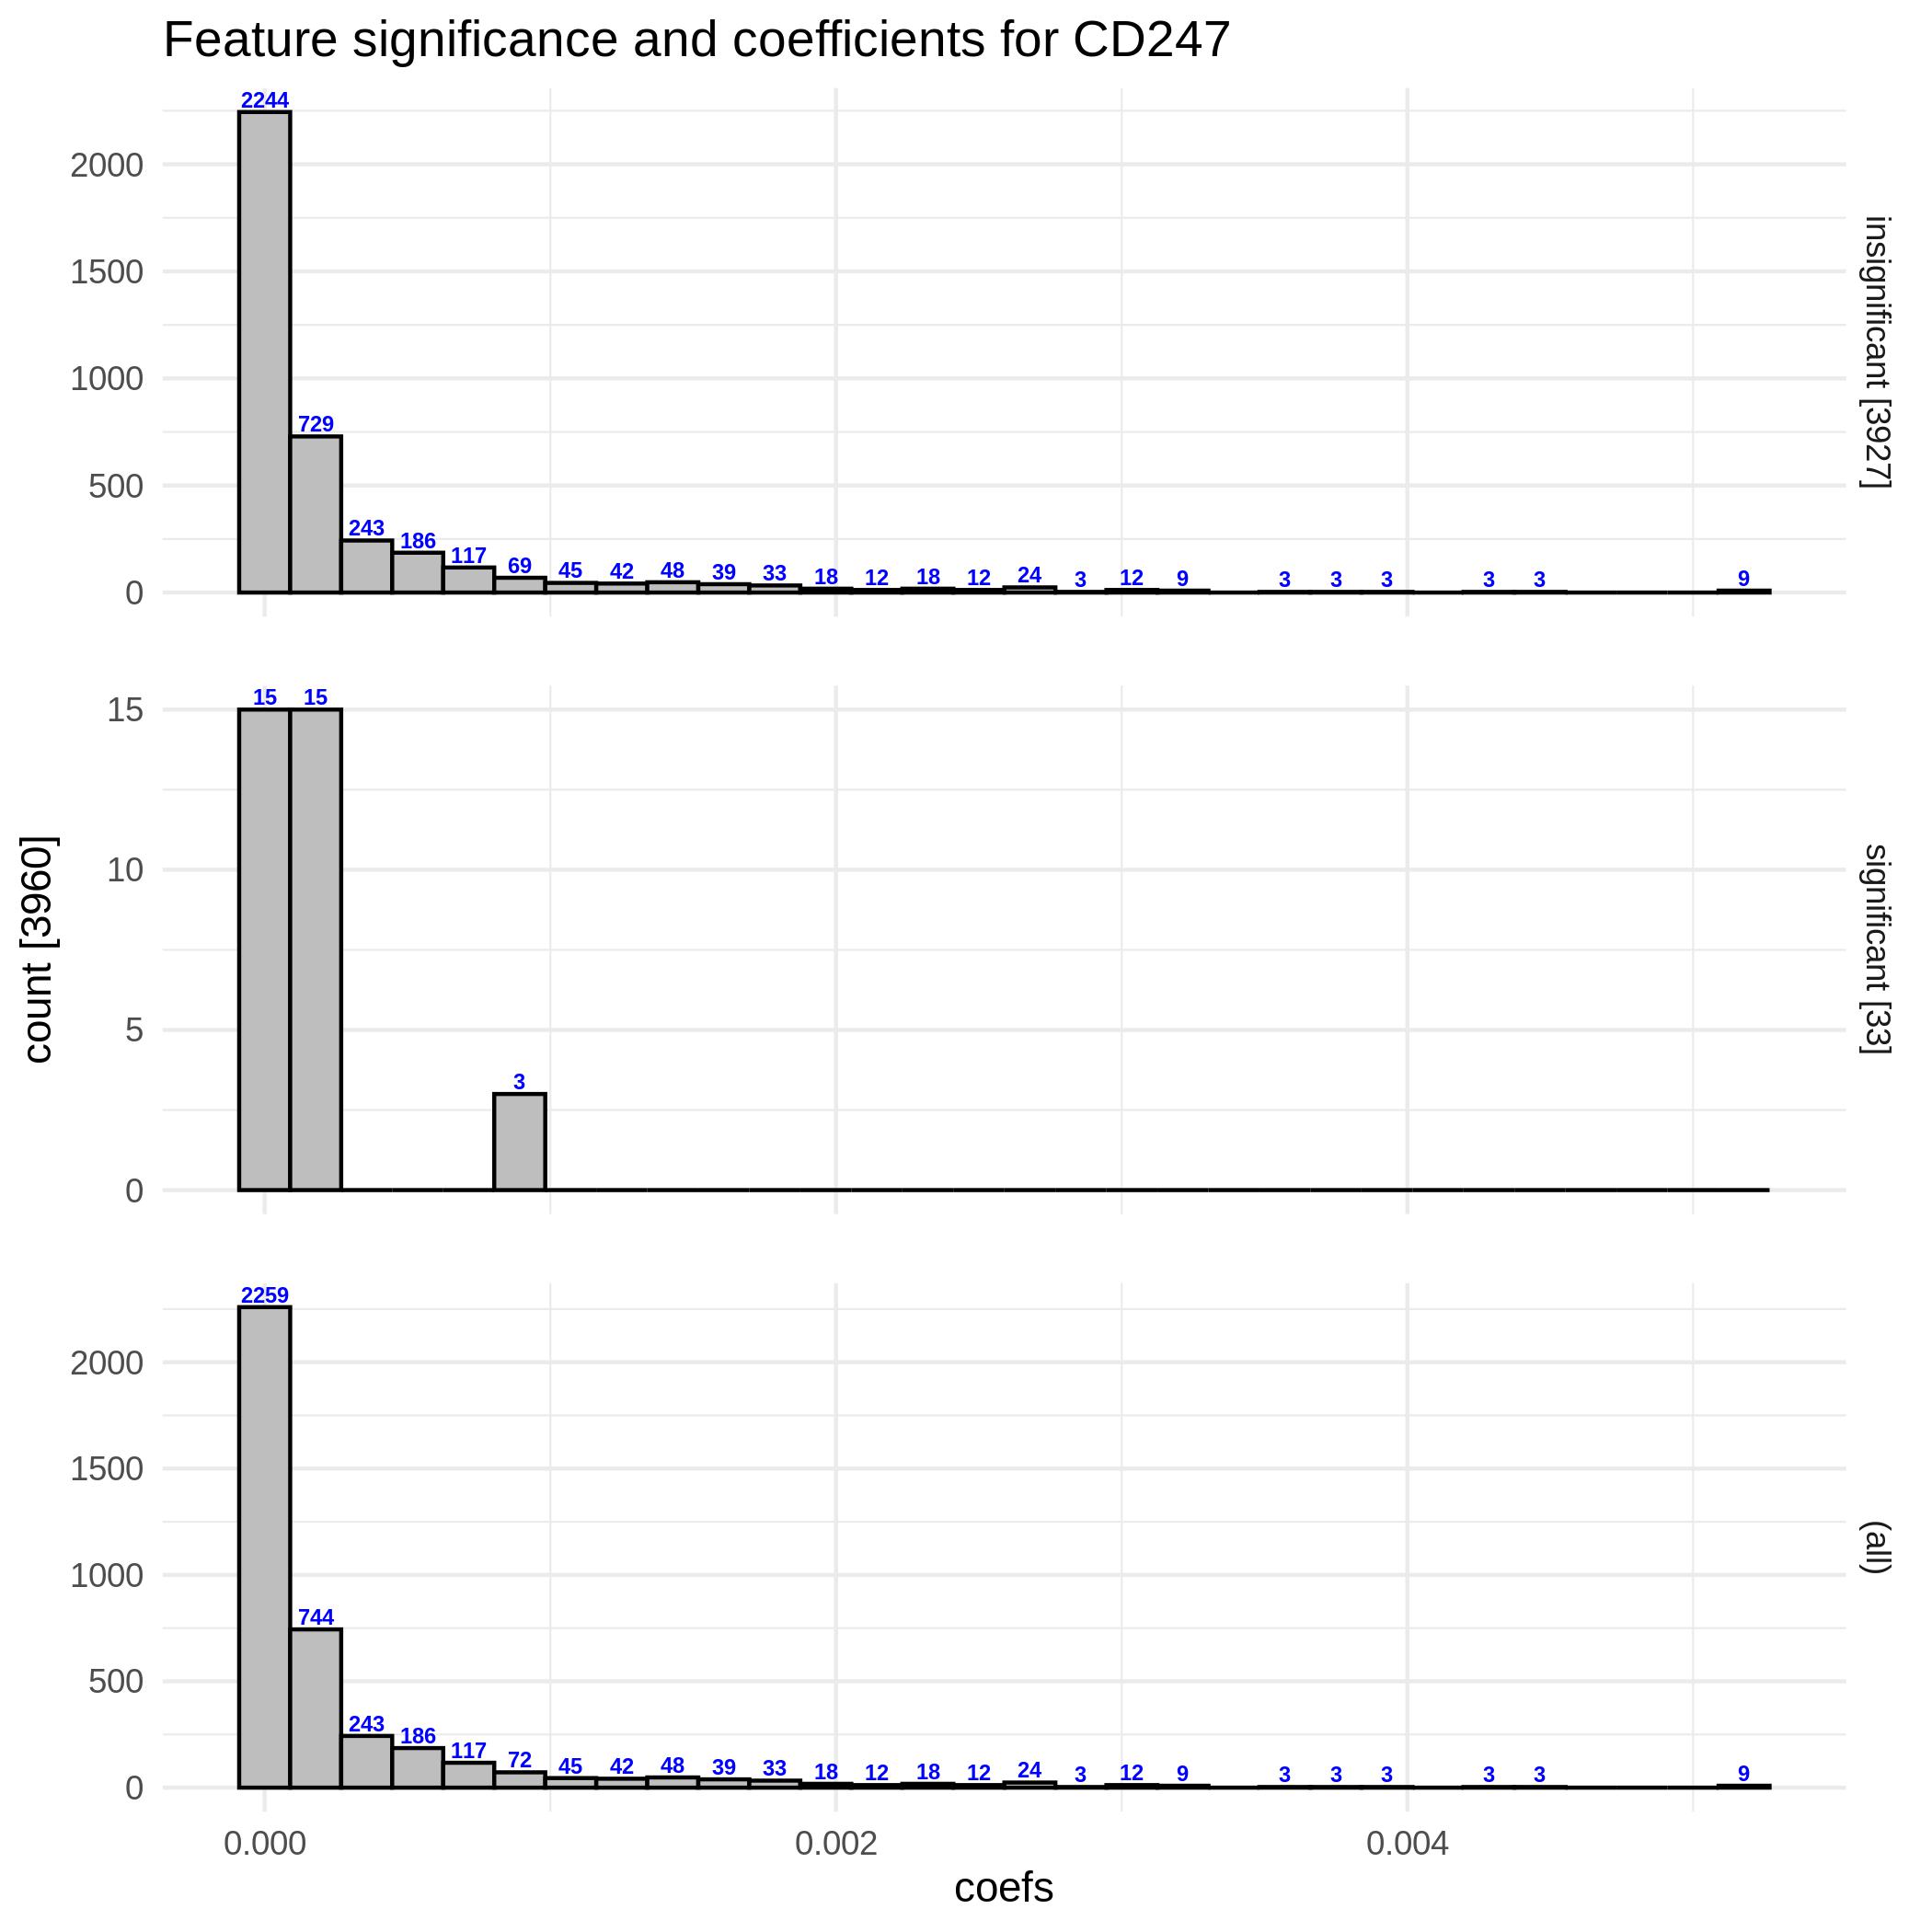 Feature significance and coefficients for CD247
2244
2000
1500
1000
729
500
243 186 117 69 45 42 48 39 33 18 12 18 12 24 3 12 9 3 3 3 3 3 9
0
insignificant [3927]
15 15
15
10
5
3
0
significant [33]
count [3960]
2259
2000
1500
1000
744
500
243 186 117 72 45 42 48 39 33 18 12 18 12 24 3 12 9 3 3 3 3 3 9
0
(all)
0.000 0.002 0.004
coefs